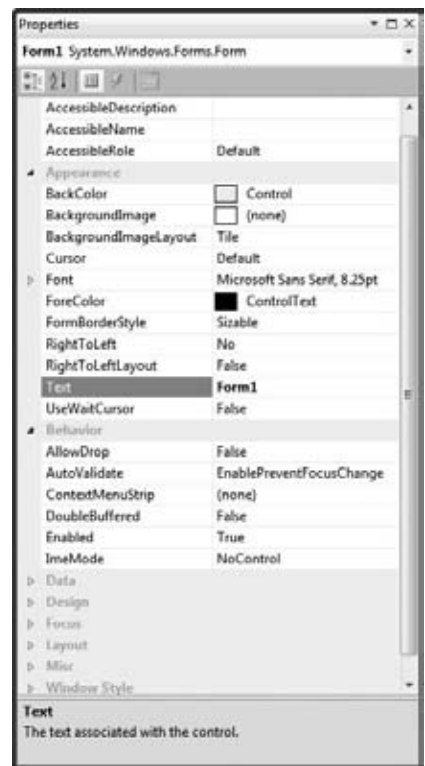 Properties
Form1 System.Windows.Forms.Form
AccessibleDescription
AccessibleName
AccessibleRole Default
Appearance
BackColor Control
BackgroundImage (none)
BackgroundImageLayout Tile
Cursor Default
Font Microsoft Sans Serif, 8.25pt
ForeColor ControlText
FormBorderStyle Sizable
RightToLeft No
RightToLeftLayout False
Text Form1
UseWaitCursor False
Behavior
AllowDrop False
AutoValidate EnablePreventFocusChange
ContextMenuStrip (none)
DoubleBuffered False
Enabled True
ImeMode NoControl
Data
Design
Focus
Layout
Misc
Window Style
Text
The text associated with the control.